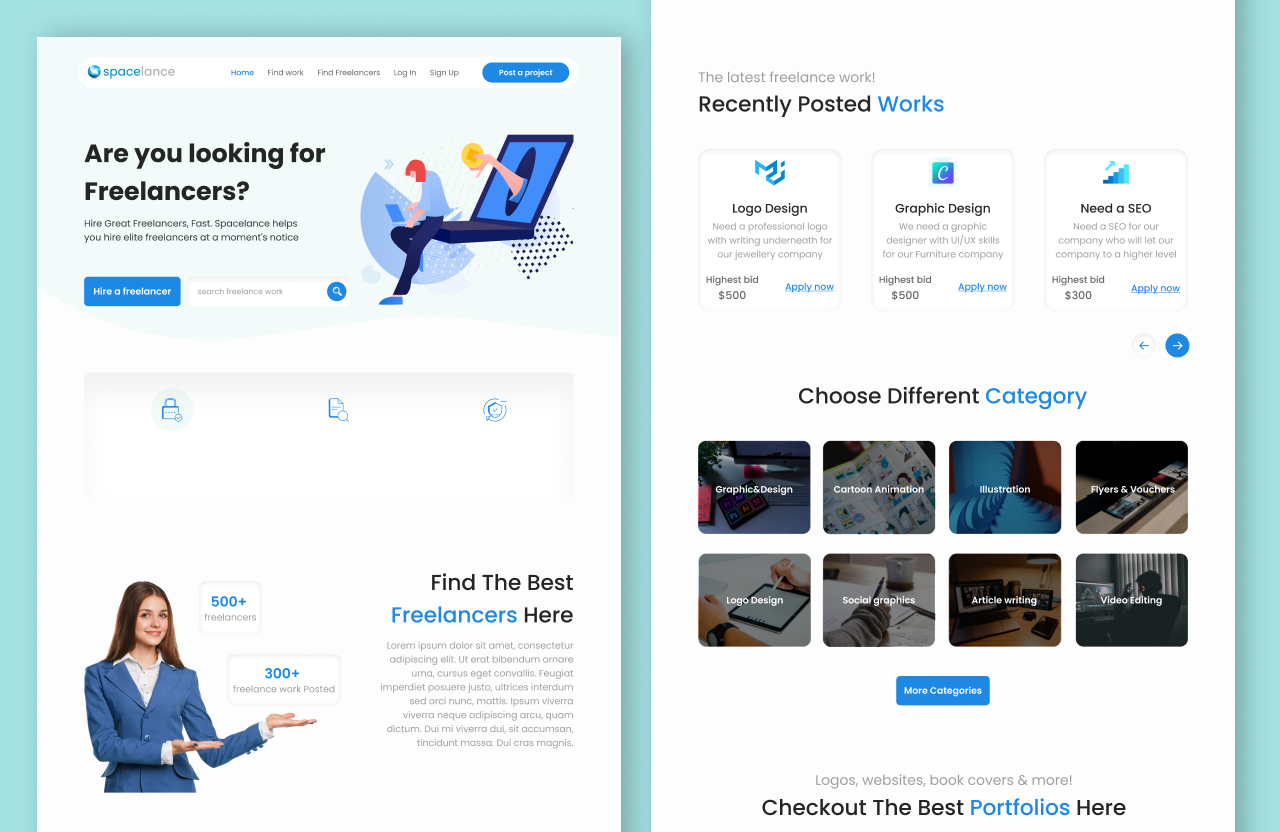 spacelance
Home
Find work
Find Freelancers
Log In
Sign Up
Post a project
Are you looking for
Freelancers?
Hire Great Freelancers, Fast. Spacelance helps
you hire elite freelancers at a moment's notice
Hire a freelancer
search freelance work
500+
freelancers
300+
freelance work Posted
Find The Best
Freelancers Here
Lorem ipsum dolor sit amet, consectetur
adipiscing elit. Ut erat bibendum ornare
urna, cursus eget convallis. Feugiat
imperdiet posuere justo, ultrices interdum
sed orci nunc, mattis. Ipsum viverra
viverra neque adipiscing arcu, quam
dictum. Dui mi viverra dui, sit accumsan,
tincidunt massa. Dui cras magnis.
The latest freelance work!
Recently Posted Works
Logo Design
Need a professional logo
with writing underneath for
our jewellery company
Highest bid
$500
Apply now
Graphic Design
We need a graphic
designer with UI/UX skills
for our Furniture company
Highest bid
$500
Apply now
Need a SEO
Need a SEO for our
company who will let our
company to a higher level
Highest bid
$300
Apply now
Choose Different Category
Graphic&Design
Cartoon Animation
Illustration
Flyers & Vouchers
Logo Design
Social graphics
Article writing
Video Editing
More Categories
Logos, websites, book covers & more!
Checkout The Best Portfolios Here